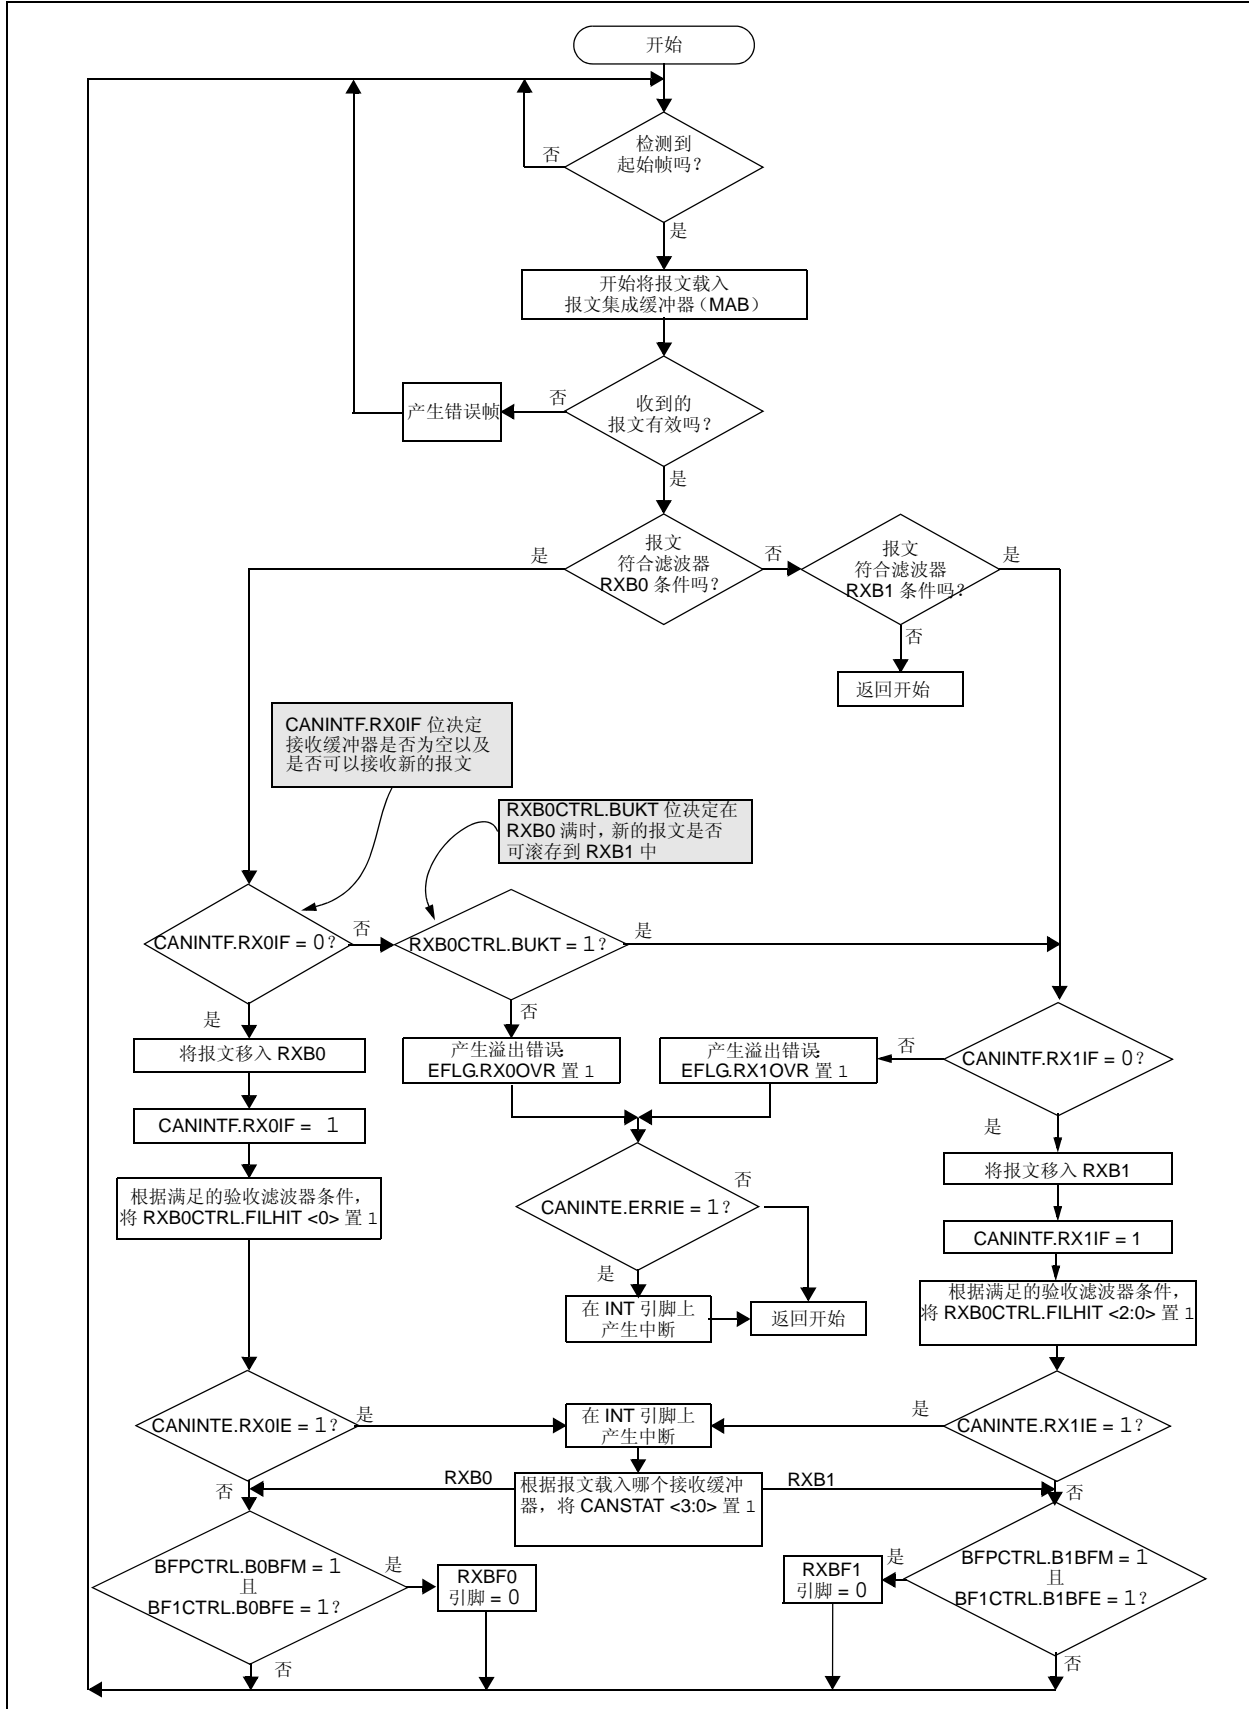 开始
检测到
起始帧吗？
否
是
开始将报文载入
报文集成缓冲器（MAB）
产生错误帧
否
收到的
报文有效吗？
是
是
报文
符合滤波器
RXB0 条件吗？
否
报文
符合滤波器
RXB1 条件吗？
是
否
返回开始
CANINTF.RX0IF 位决定
接收缓冲器是否为空以及
是否可以接收新的报文
RXB0CTRL.BUKT 位决定在
RXB0 满时，新的报文是否
可滚存到 RXB1 中
CANINTF.RX0IF = 0？
否
RXB0CTRL.BUKT = 1？
是
是
否
将报文移入 RXB0
产生溢出错误:
EFLG.RX0OVR 置 1
产生溢出错误:
EFLG.RX1OVR 置 1
否
CANINTF.RX1IF = 0？
是
CANINTF.RX0IF = 1
将报文移入 RXB1
根据满足的验收滤波器条件，
将 RXB0CTRL.FILHIT <0> 置 1
CANINTE.ERRIE = 1？
否
是
CANINTF.RX1IF = 1
在 INT 引脚上
产生中断
返回开始
根据满足的验收滤波器条件，
将 RXB0CTRL.FILHIT <2:0> 置 1
CANINTE.RX0IE = 1？
是
在 INT 引脚上
产生中断
是
CANINTE.RX1IE = 1？
否
RXB0
根据报文载入哪个接收缓冲
器，将 CANSTAT <3:0> 置 1
RXB1
否
BFPCTRL.B0BFM = 1
且
BF1CTRL.B0BFE = 1？
是
RXBF0
引脚 = 0
RXBF1
引脚 = 0
是
BFPCTRL.B1BFM = 1
且
BF1CTRL.B1BFE = 1？
否
否